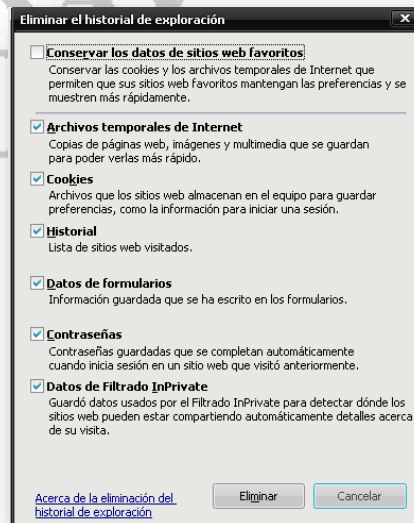 Eliminar el historial de exploración
Conservar los datos de sitios web favoritos
Conservar las cookies y los archivos temporales de Internet que
permiten que sus sitios web favoritos mantengan las preferencias y se
muestren más rápidamente.
Archivos temporales de Internet
Copias de páginas web, imágenes y multimedia que se guardan
para poder verlas más rápido.
Cookies
Archivos que los sitios web almacenan en el equipo para guardar
preferencias, como la información para iniciar una sesión.
Historial
Lista de sitios web visitados.
Datos de formularios
Información guardada que se ha escrito en los formularios.
Contraseñas
Contraseñas guardadas que se completan automáticamente
cuando inicia sesión en un sitio web que visitó anteriormente.
Datos de Filtrado InPrivate
Guardó datos usados por el Filtrado InPrivate para detectar dónde los
sitios web pueden estar compartiendo automáticamente detalles acerca
de su visita.
Acerca de la eliminación del
historial de exploración
Eliminar
Cancelar